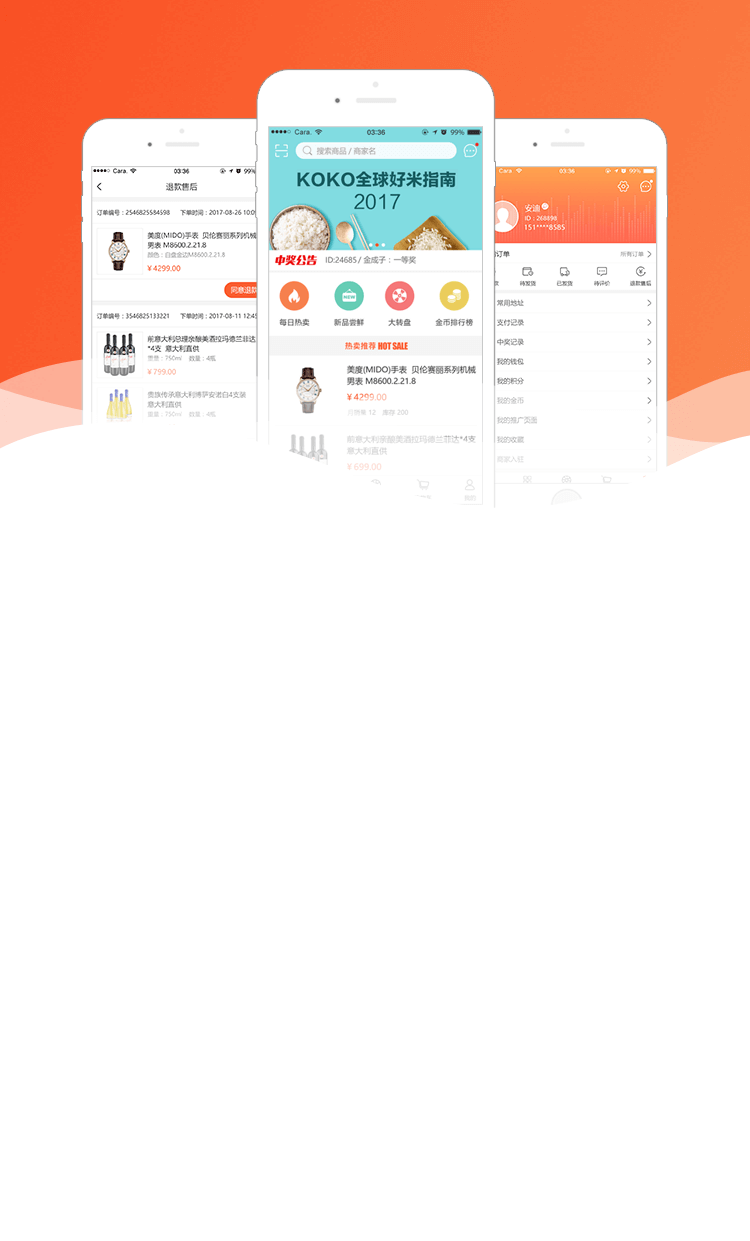 Cara. 03:36 99%
退款售后
订单编号：2546825584598 下单时间：2017-08-26 10:0
美度(MIDO)手表 贝伦赛丽系列机械
男表 M8600.2.21.8
颜色：白盘金边M8600.2.21.8
¥4299.00
同意退款
订单编号：3546825133221 下单时间：2017-08-11 12:45
前意大利总理亲酿美酒拉玛德兰菲达
*4支 意大利直供
容量：750ml 数量：4瓶
¥799.00
贵族传承意大利博萨安诺白4支装
意大利直供
容量：750ml 数量：4瓶
Cara. 03:36 99%
搜索商品 / 商家名
KOKO全球好米指南
2017
中奖公告 ID:24685 / 金成子：一等奖
NEW
每日热卖 新品尝鲜 大转盘 金币排行榜
热卖推荐 HOT SALE
美度(MIDO)手表 贝伦赛丽系列机械
男表 M8600.2.21.8
¥4299.00
已销售 12 库存 200
前意大利总理亲酿美酒拉玛德兰菲达*4支
意大利直供
¥699.00
我的
Cara 03:36 99%
安迪
ID：268698
151****8585
订单 所有订单
待发货 已发货 待评价 退款售后
常用地址
支付记录
中奖记录
我的钱包
我的积分
我的金币
我的推广页面
我的收藏
商家入驻